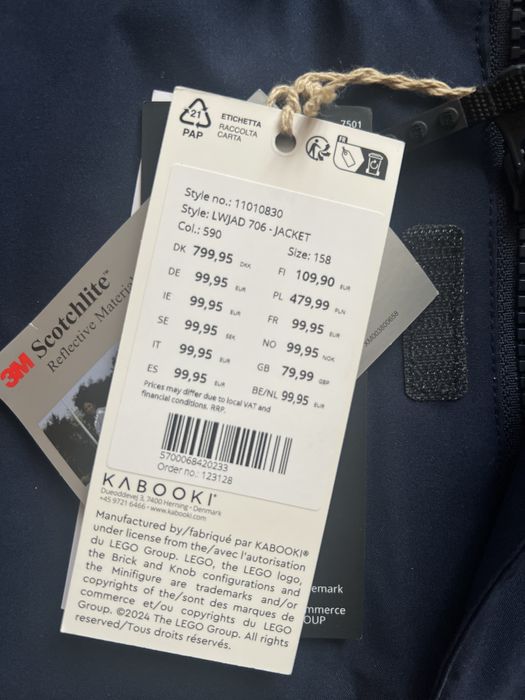 21
PAP
ETICHETTA
RACCOLTA
CARTA
FR
7501
Style no.: 11010830
Style: LWJAD 706 - JACKET
Col.: 590
Size: 158
DK 799,95 DKK
FI 109,90 EUR
DE 99,95 EUR
PL 479,99 PLN
IE 99,95 EUR
FR 99,95 EUR
SE 99,95 SEK
NO 99,95 NOK
IT 99,95 EUR
GB 79,99 GBP
ES 99,95 EUR
BE/NL 99,95 EUR
Prices may differ due to local VAT and
financial conditions. RRP.
5700068420233
Order no.: 123128
KABOOKI®
Dueoddevej 3, 7400 Herning - Denmark
+45 9721 6466 • www.kabooki.com
Manufactured by/fabriqué par KABOOKI®
under license from the/avec l'autorisation
du LEGO Group. LEGO, the LEGO logo,
the Brick and Knob configurations and
the Minifigure are trademarks and/or
copyrights of the/sont des marques de
commerce et/ou copyrights du LEGO
Group. ©2024 The LEGO Group. All rights
reserved/Tous droits réservés.
3M Scotchlite™
Reflective Material
XM003800658
emark
mmerce
OUP